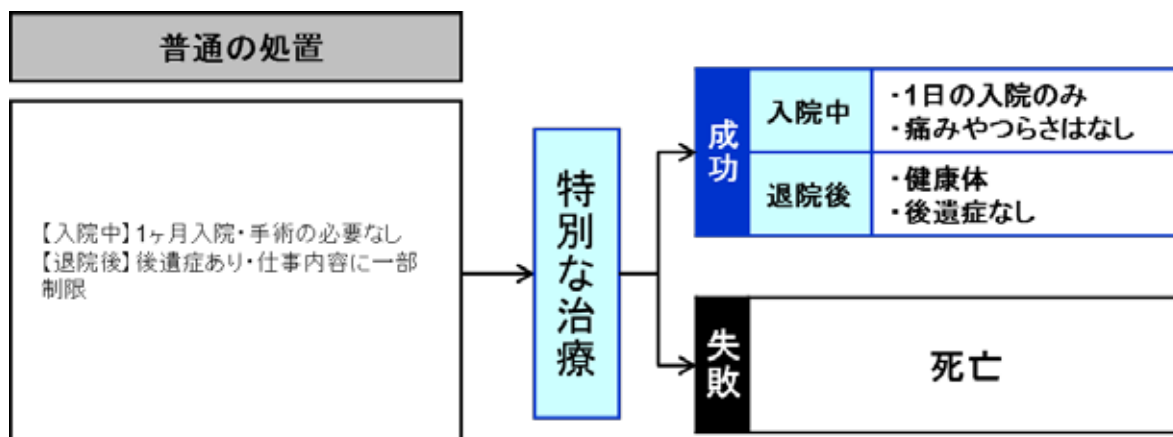 普通の処置
【入院中】1ヶ月入院・手術の必要なし
【退院後】後遺症あり・仕事内容に一部
制限
特別な治療
成功
入院中
・1日の入院のみ
・痛みやつらさはなし
退院後
・健康体
・後遺症なし
失敗
死亡